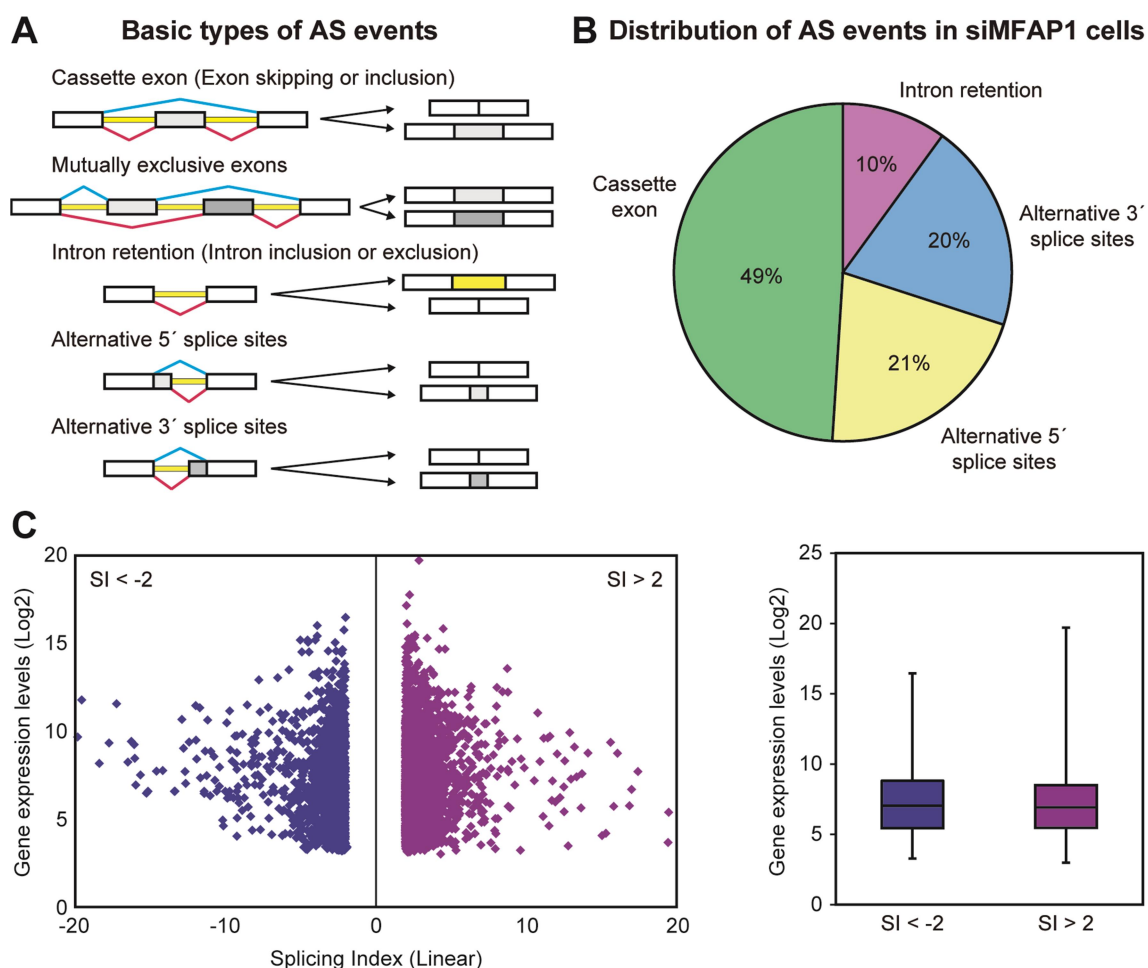 A Basic types of AS events
Cassette exon (Exon skipping or inclusion)
Mutually exclusive exons
Intron retention (Intron inclusion or exclusion)
Alternative 5´ splice sites
Alternative 3´ splice sites
B Distribution of AS events in siMFAP1 cells
Intron retention
10%
Cassette
exon
Alternative 3´
splice sites
20%
49%
21%
Alternative 5´
splice sites
C
20
15
10
5
0
Gene expression levels (Log2)
SI < -2
SI > 2
-20
-10
0
10
20
Splicing Index (Linear)
25
20
15
10
5
0
Gene expression levels (Log2)
SI < -2
SI > 2